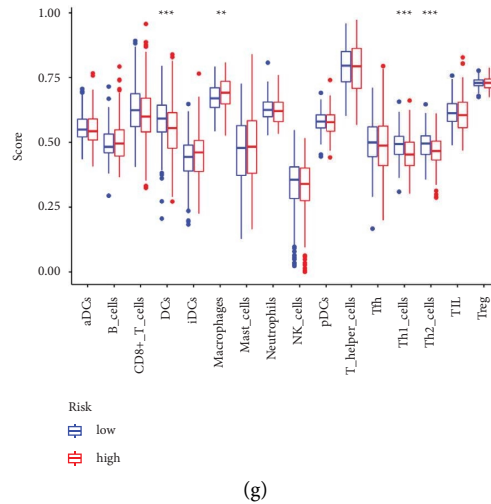 *** ** *** ***
1.00
0.75
0.50
0.25
0.00
Score
aDCs
B_cells
CD8+_T_cells
DCs
iDCs
Macrophages
Mast_cells
Neutrophils
NK_cells
pDCs
T_helper_cells
Tfh
Th1_cells
Th2_cells
TIL
Treg
Risk
low
high
(g)